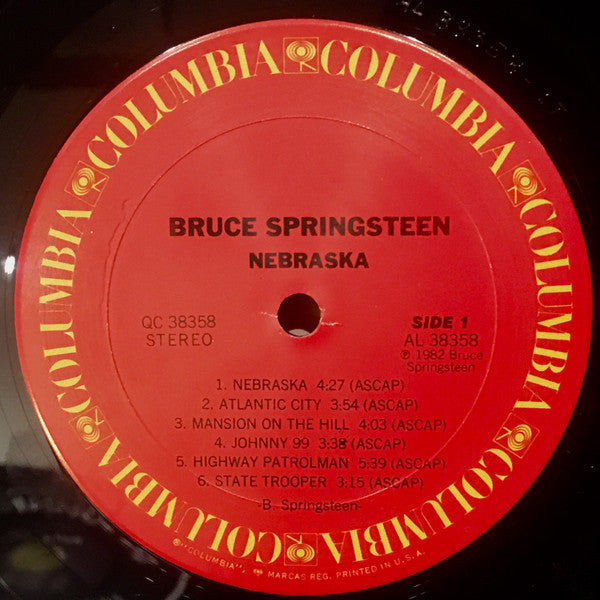 COLUMBIA COLUMBIA COLUMBIA COLUMBIA COLUMBIA COLUMBIA COLUMBIA COLUMBIA
BRUCE SPRINGSTEEN
NEBRASKA
QC 38358
STEREO
SIDE 1
AL 38358
℗ 1982 Bruce
Springsteen
1. NEBRASKA 4:27 (ASCAP)
2. ATLANTIC CITY 3:54 (ASCAP)
3. MANSION ON THE HILL 4:03 (ASCAP)
4. JOHNNY 99 3:38 (ASCAP)
5. HIGHWAY PATROLMAN 5:39 (ASCAP)
6. STATE TROOPER 3:15 (ASCAP)
-B. Springsteen-
® "COLUMBIA", MARCAS REG. PRINTED IN U.S.A.